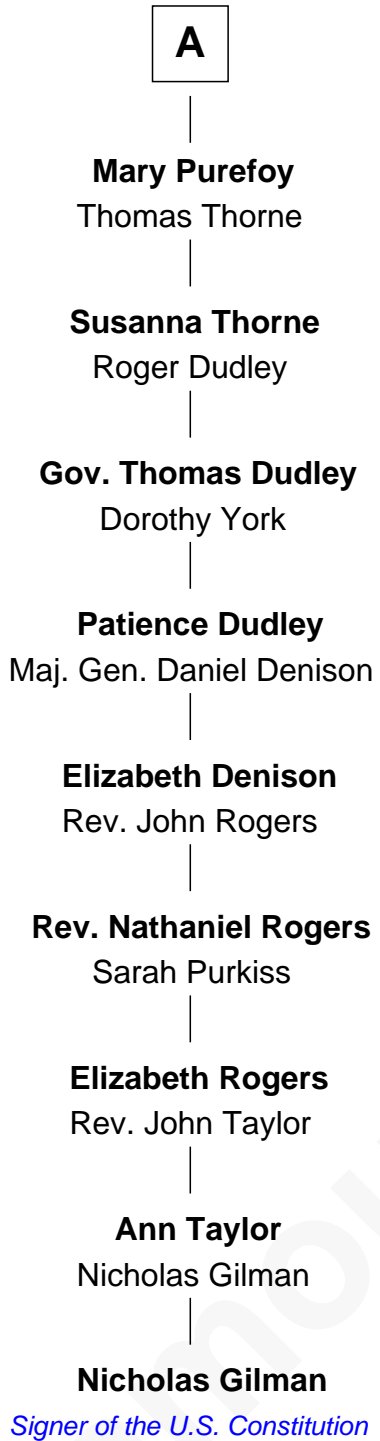 A
Mary Purefoy
Thomas Thorne
Susanna Thorne
Roger Dudley
Gov. Thomas Dudley
Dorothy York
Patience Dudley
Maj. Gen. Daniel Denison
Elizabeth Denison
Rev. John Rogers
Rev. Nathaniel Rogers
Sarah Purkiss
Elizabeth Rogers
Rev. John Taylor
Ann Taylor
Nicholas Gilman
Nicholas Gilman
Signer of the U.S. Constitution